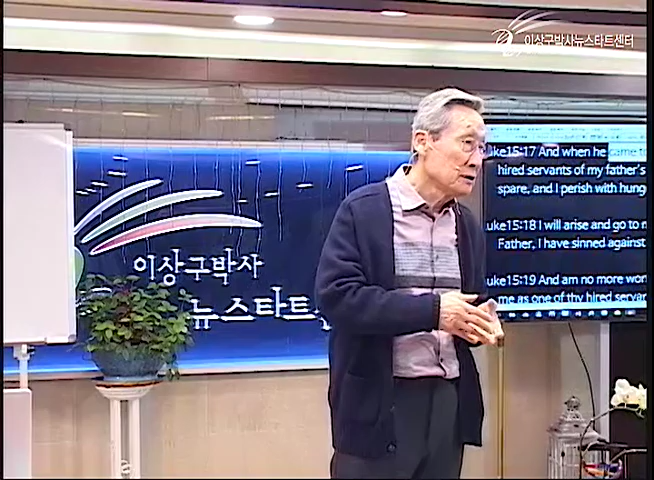 이상구박사뉴스타트센터
이상구박사
뉴스타트
uke15:17 And when he came t
hired servants of my father's
spare, and I perish with hung
uke15:18 I will arise and go to
Father, I have sinned against
uke15:19 And am no more wor
me as one of thy hired servan